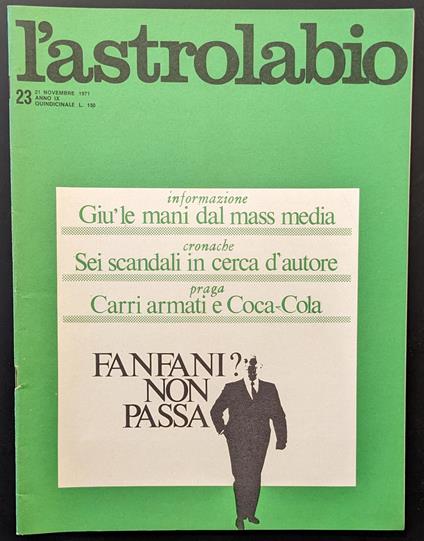 l'astrolabio
23
21 NOVEMBRE 1971
ANNO IX
QUINDICINALE L. 150
informazione
Giu' le mani dal mass media
cronache
Sei scandali in cerca d'autore
praga
Carri armati e Coca-Cola
FANFANI?
NON
PASSA